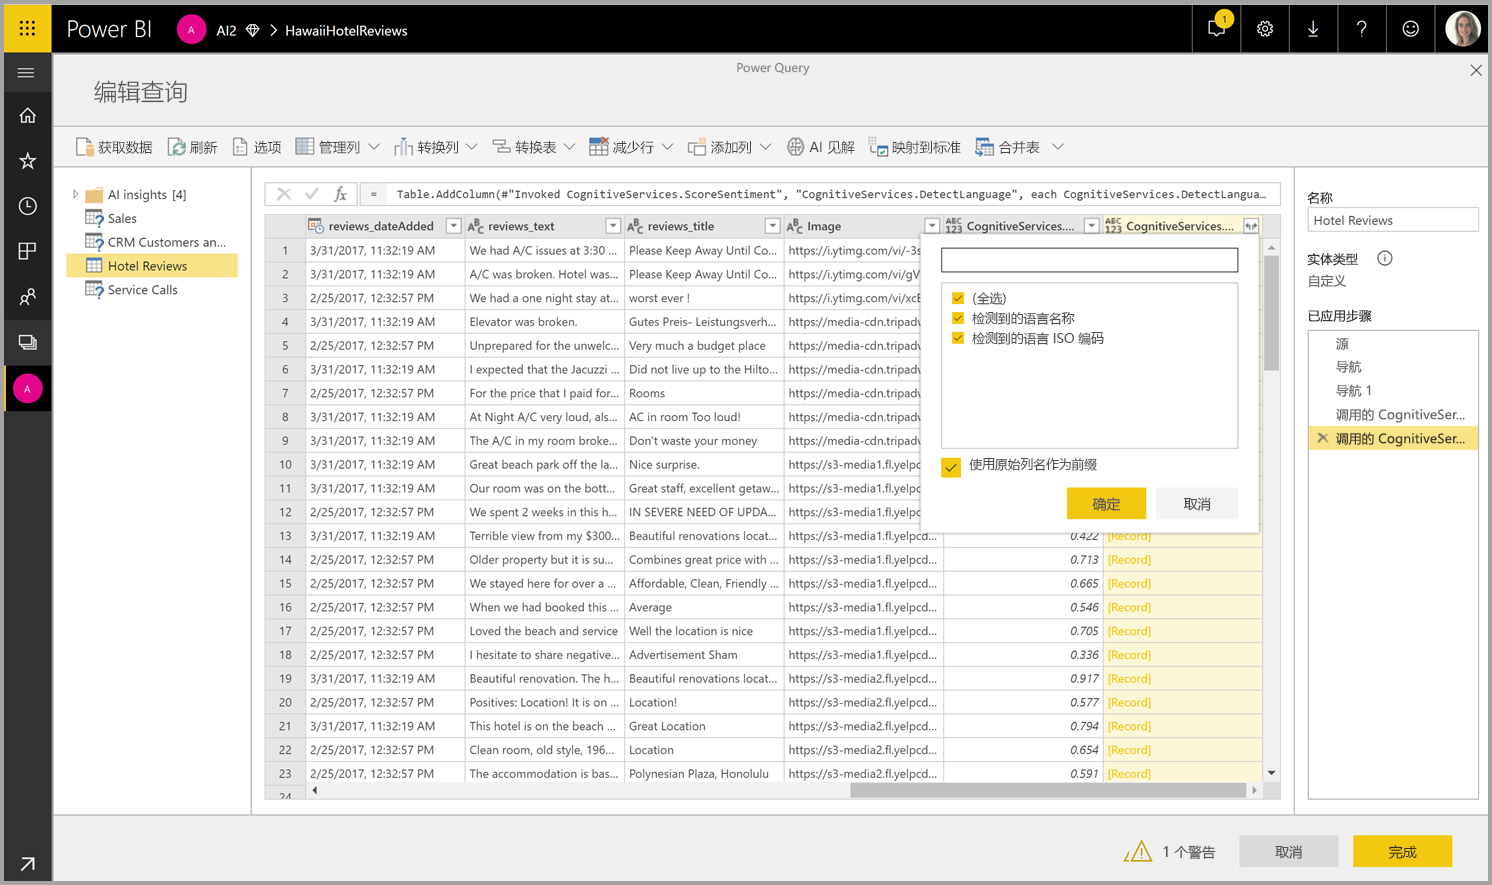 Power BI A AI2 HawaiiHotelReviews 1
Power Query
编辑查询
获取数据 刷新 选项 管理列 转换列 转换表 减少行 添加列 AI 见解 映射到标准 合并表
AI insights [4]
Sales
CRM Customers an...
Hotel Reviews
Service Calls
A
fx = Table.AddColumn(#"Invoked CognitiveServices.ScoreSentiment", "CognitiveServices.DetectLanguage", each CognitiveServices.DetectLangua...
reviews_dateAdded ABC reviews_text ABC reviews_title ABC Image ABC 123 CognitiveServices.... ABC 123 CognitiveServices....
1 3/31/2017, 11:32:19 AM We had A/C issues at 3:30 ... Please Keep Away Until Co... https://i.ytimg.com/vi/-3s
2 3/31/2017, 11:32:19 AM A/C was broken. Hotel was... Please Keep Away Until Co... https://i.ytimg.com/vi/gV
3 2/25/2017, 12:32:57 PM We had a one night stay at... worst ever ! https://i.ytimg.com/vi/xcE
4 3/31/2017, 11:32:19 AM Elevator was broken. Gutes Preis- Leistungsverh... https://media-cdn.tripadv
5 2/25/2017, 12:32:57 PM Unprepared for the unwelc... Very much a budget place https://media-cdn.tripadv
6 3/31/2017, 11:32:19 AM I expected that the Jacuzzi ... Did not live up to the Hilto... https://media-cdn.tripadv
7 2/25/2017, 12:32:57 PM For the price that I paid for... Rooms https://media-cdn.tripadv
8 3/31/2017, 11:32:19 AM At Night A/C very loud, als... AC in room Too loud! https://media-cdn.tripadv
9 3/31/2017, 11:32:19 AM The A/C in my room broke... Don't waste your money https://media-cdn.tripadv
10 3/31/2017, 11:32:19 AM Great beach park off the la... Nice surprise. https://s3-media1.fl.yelpc
11 3/31/2017, 11:32:19 AM Our room was on the bott... Great staff, excellent getaw... https://s3-media1.fl.yelpc
12 2/25/2017, 12:32:57 PM We spent 2 weeks in this h... IN SEVERE NEED OF UPDA... https://s3-media1.fl.yelpc
13 3/31/2017, 11:32:19 AM Terrible view from my $300... Beautiful renovations locat... https://s3-media1.fl.yelpcd... 0.422 [Record]
14 2/25/2017, 12:32:57 PM Older property but it is su... Combines great price with ... https://s3-media1.fl.yelpcd... 0.713 [Record]
15 2/25/2017, 12:32:57 PM We stayed here for over a ... Affordable, Clean, Friendly ... https://s3-media1.fl.yelpcd... 0.665 [Record]
16 2/25/2017, 12:32:57 PM When we had booked this ... Average https://s3-media1.fl.yelpcd... 0.546 [Record]
17 2/25/2017, 12:32:57 PM Loved the beach and service Well the location is nice https://s3-media1.fl.yelpcd... 0.705 [Record]
18 2/25/2017, 12:32:57 PM I hesitate to share negative... Advertisement Sham https://s3-media1.fl.yelpcd... 0.336 [Record]
19 3/31/2017, 11:32:19 AM Beautiful renovation. The h... Beautiful renovations locat... https://s3-media2.fl.yelpcd... 0.917 [Record]
20 2/25/2017, 12:32:57 PM Positives: Location! It is on ... Location! https://s3-media2.fl.yelpcd... 0.577 [Record]
21 3/31/2017, 11:32:19 AM This hotel is on the beach ... Great Location https://s3-media2.fl.yelpcd... 0.794 [Record]
22 2/25/2017, 12:32:57 PM Clean room, old style, 196... Location https://s3-media2.fl.yelpcd... 0.654 [Record]
23 2/25/2017, 12:32:57 PM The accommodation is bas... Polynesian Plaza, Honolulu https://s3-media2.fl.yelpcd... 0.591 [Record]
24
(全选)
检测到的语言名称
检测到的语言 ISO 编码
使用原始列名作为前缀
确定 取消
名称
Hotel Reviews
实体类型
自定义
已应用步骤
源
导航
导航 1
调用的 CognitiveSer...
调用的 CognitiveSer...
1 个警告 取消 完成